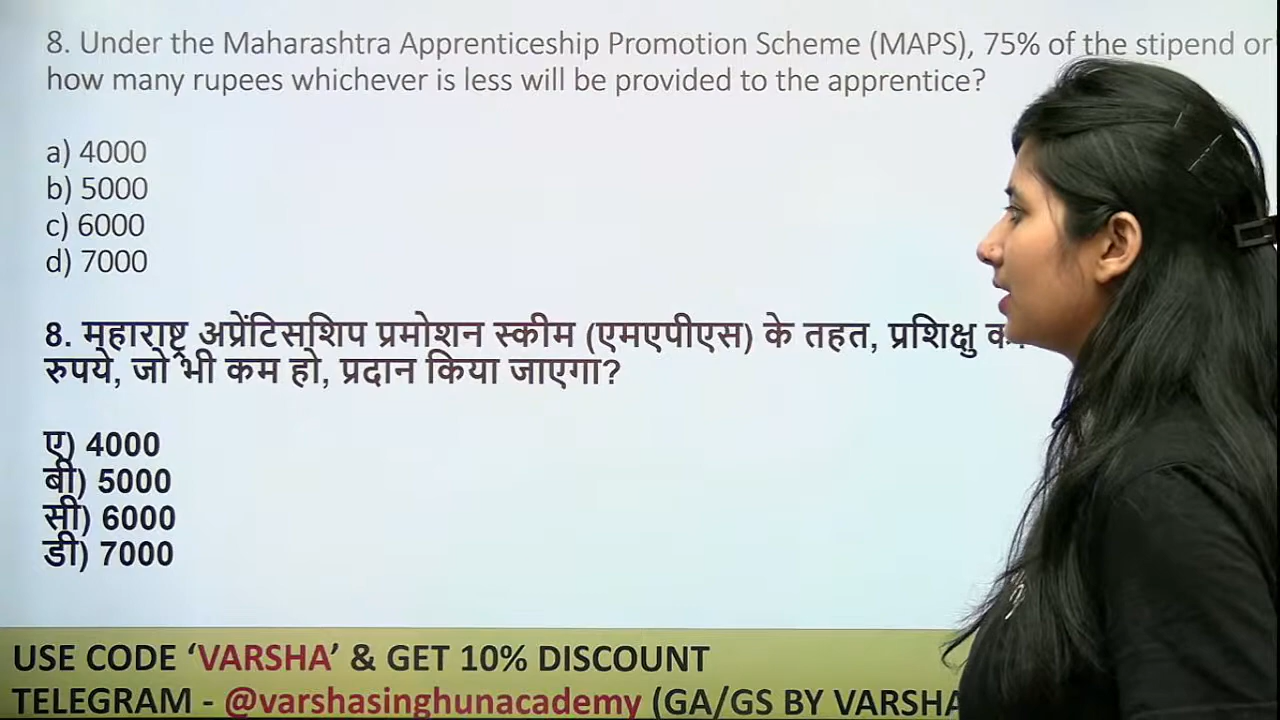 8. Under the Maharashtra Apprenticeship Promotion Scheme (MAPS), 75% of the stipend or
how many rupees whichever is less will be provided to the apprentice?
a) 4000
b) 5000
c) 6000
d) 7000
8. महाराष्ट्र अप्रेंटिसशिप प्रमोशन स्कीम (एमएपीएस) के तहत, प्रशिक्षु
रुपये, जो भी कम हो, प्रदान किया जाएगा?
ए) 4000
बी) 5000
सी) 6000
डी) 7000
USE CODE ‘VARSHA’ & GET 10% DISCOUNT
TELEGRAM - @varshasinghunacademy (GA/GS BY VARSHA